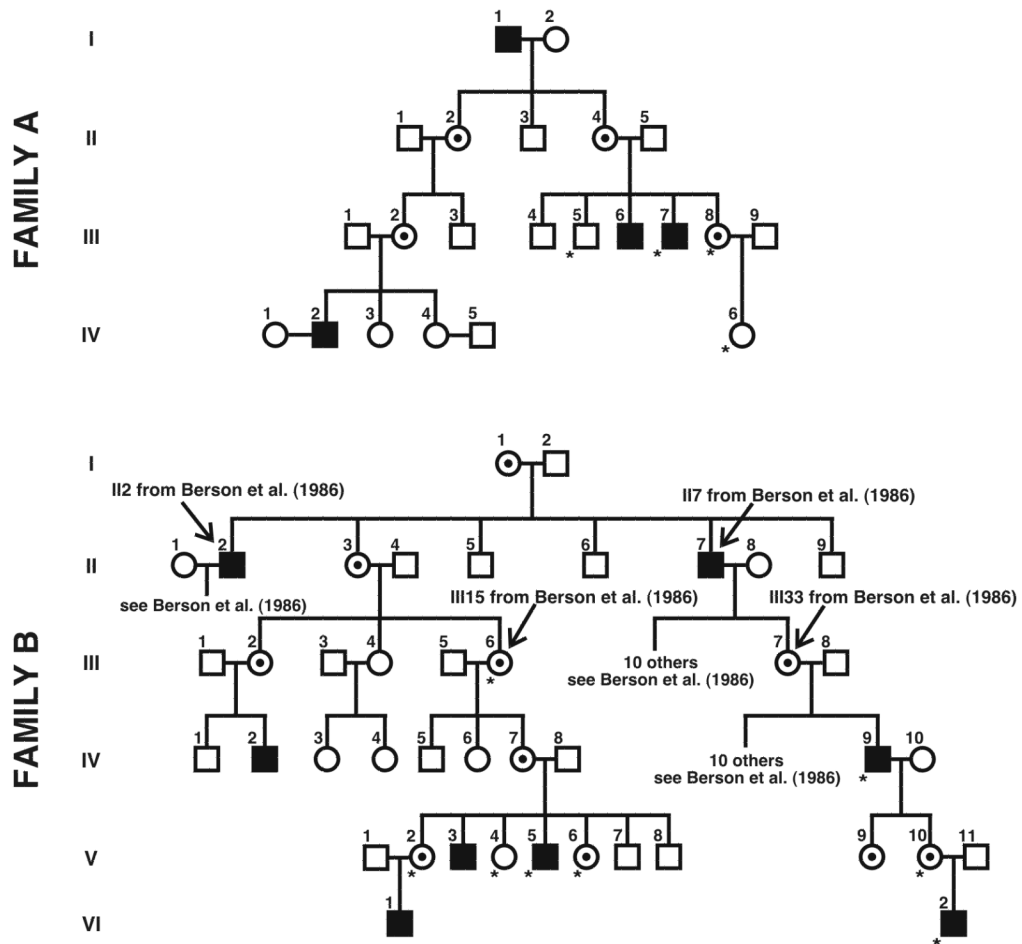 FAMILY A
I
1 2
II
1 2 3 4 5
III
1 2 3 4 5 6 7 8 9
* * *
IV
1 2 3 4 5 6
*
FAMILY B
I
1 2
II2 from Berson et al. (1986)
II7 from Berson et al. (1986)
II
1 2 3 4 5 6 7 8 9
see Berson et al. (1986)
III15 from Berson et al. (1986)
III33 from Berson et al. (1986)
III
1 2 3 4 5 6 7 8
*
10 others
see Berson et al. (1986)
IV
1 2 3 4 5 6 7 8 9 10
*
10 others
see Berson et al. (1986)
V
1 2 3 4 5 6 7 8 9 10 11
* * * * *
VI
1 2
*